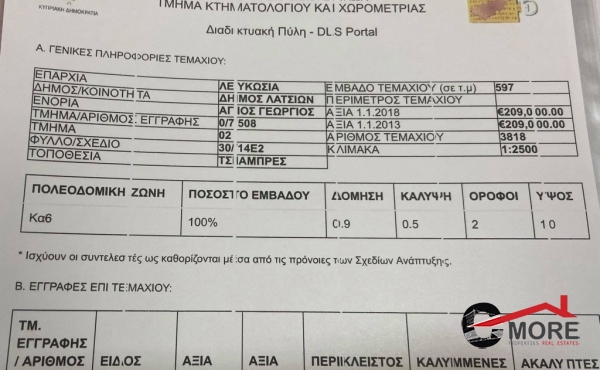 ΚΥΠΡΙΑΚΗ ΔΗΜΟΚΡΑΤΙΑ
ΤΜΗΜΑ ΚΤΗΜΑΤΟΛΟΓΙΟΥ ΚΑΙ ΧΩΡΟΜΕΤΡΙΑΣ
Διαδικτυακή Πύλη - DLS Portal
Α. ΓΕΝΙΚΕΣ ΠΛΗΡΟΦΟΡΙΕΣ ΤΕΜΑΧΙΟΥ:
ΕΠΑΡΧΙΑ ΛΕΥΚΩΣΙΑ ΕΜΒΑΔΟ ΤΕΜΑΧΙΟΥ (σε τ.μ) 597
ΔΗΜΟΣ/ΚΟΙΝΟΤΗΤΑ ΔΗΜΟΣ ΛΑΤΣΙΩΝ ΠΕΡΙΜΕΤΡΟΣ ΤΕΜΑΧΙΟΥ
ΕΝΟΡΙΑ ΑΓΙΟΣ ΓΕΩΡΓΙΟΣ ΑΞΙΑ 1.1.2018 €209,000.00
ΤΜΗΜΑ/ΑΡΙΘΜΟΣ. ΕΓΓΡΑΦΗΣ 0/7508 ΑΞΙΑ 1.1.2013 €209,000.00
ΤΜΗΜΑ 02 ΑΡΙΘΜΟΣ ΤΕΜΑΧΙΟΥ 3818
ΦΥΛΛΟ/ΣΧΕΔΙΟ 30/14E2 ΚΛΙΜΑΚΑ 1:2500
ΤΟΠΟΘΕΣΙΑ ΤΣΙΑΜΠΡΕΣ
ΠΟΛΕΟΔΟΜΙΚΗ ΖΩΝΗ ΠΟΣΟΣΤΟ ΕΜΒΑΔΟΥ ΔΟΜΗΣΗ ΚΑΛΥΨΗ ΟΡΟΦΟΙ ΥΨΟΣ
Κα6 100% 0.9 0.5 2 10
* Ισχύουν οι συντελεστές ως καθορίζονται μέσα από τις πρόνοιες των Σχεδίων Ανάπτυξης.
Β. ΕΓΓΡΑΦΕΣ ΕΠΙ ΤΕΜΑΧΙΟΥ:
ΤΜ.
ΕΓΓΡΑΦΗΣ
/ ΑΡΙΘΜΟΣ ΕΙΔΟΣ ΑΞΙΑ ΑΞΙΑ ΠΕΡΙΚΛΕΙΣΤΟΣ ΚΑΛΥΜΜΕΝΕΣ ΑΚΑΛΥΠΤΕΣ
MORE
PROPERTIES REAL ESTATES